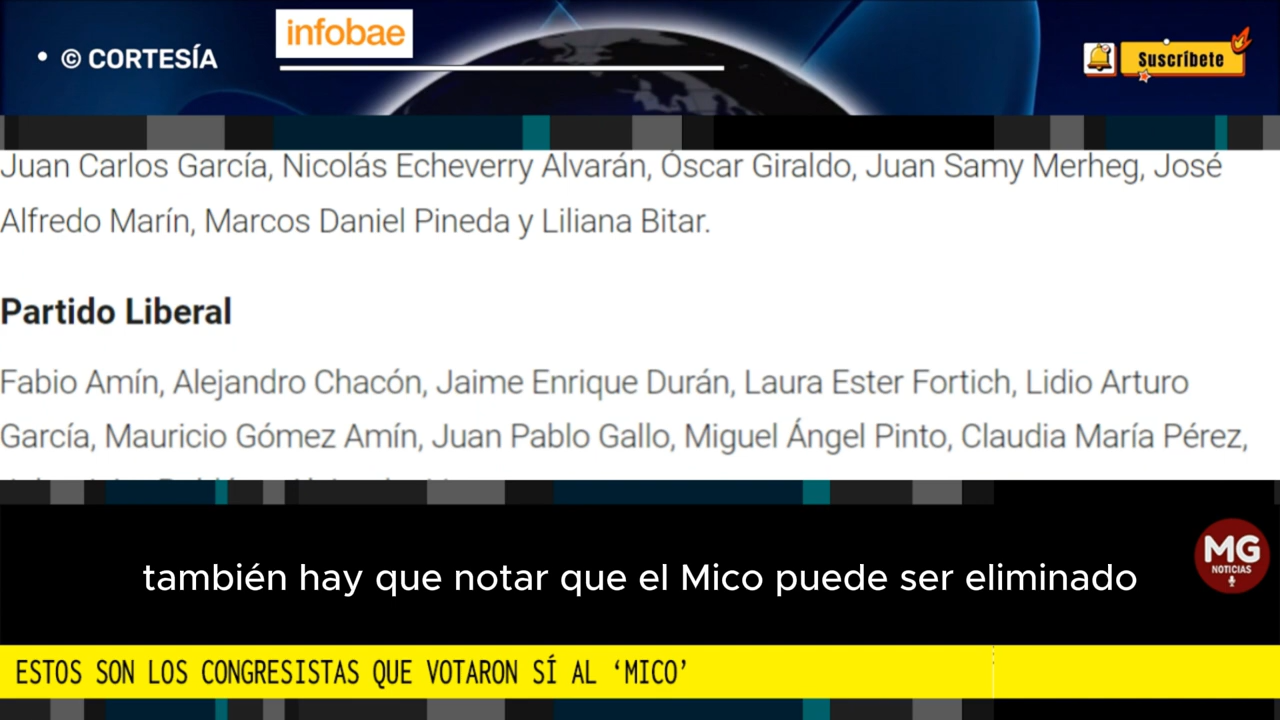 infobae
• © CORTESÍA
Suscríbete
Juan Carlos García, Nicolás Echeverry Alvarán, Óscar Giraldo, Juan Samy Merheg, José
Alfredo Marín, Marcos Daniel Pineda y Liliana Bitar.
Partido Liberal
Fabio Amín, Alejandro Chacón, Jaime Enrique Durán, Laura Ester Fortich, Lidio Arturo
García, Mauricio Gómez Amín, Juan Pablo Gallo, Miguel Ángel Pinto, Claudia María Pérez,
MG
NOTICIAS
también hay que notar que el Mico puede ser eliminado
ESTOS SON LOS CONGRESISTAS QUE VOTARON SÍ AL ‘MICO’